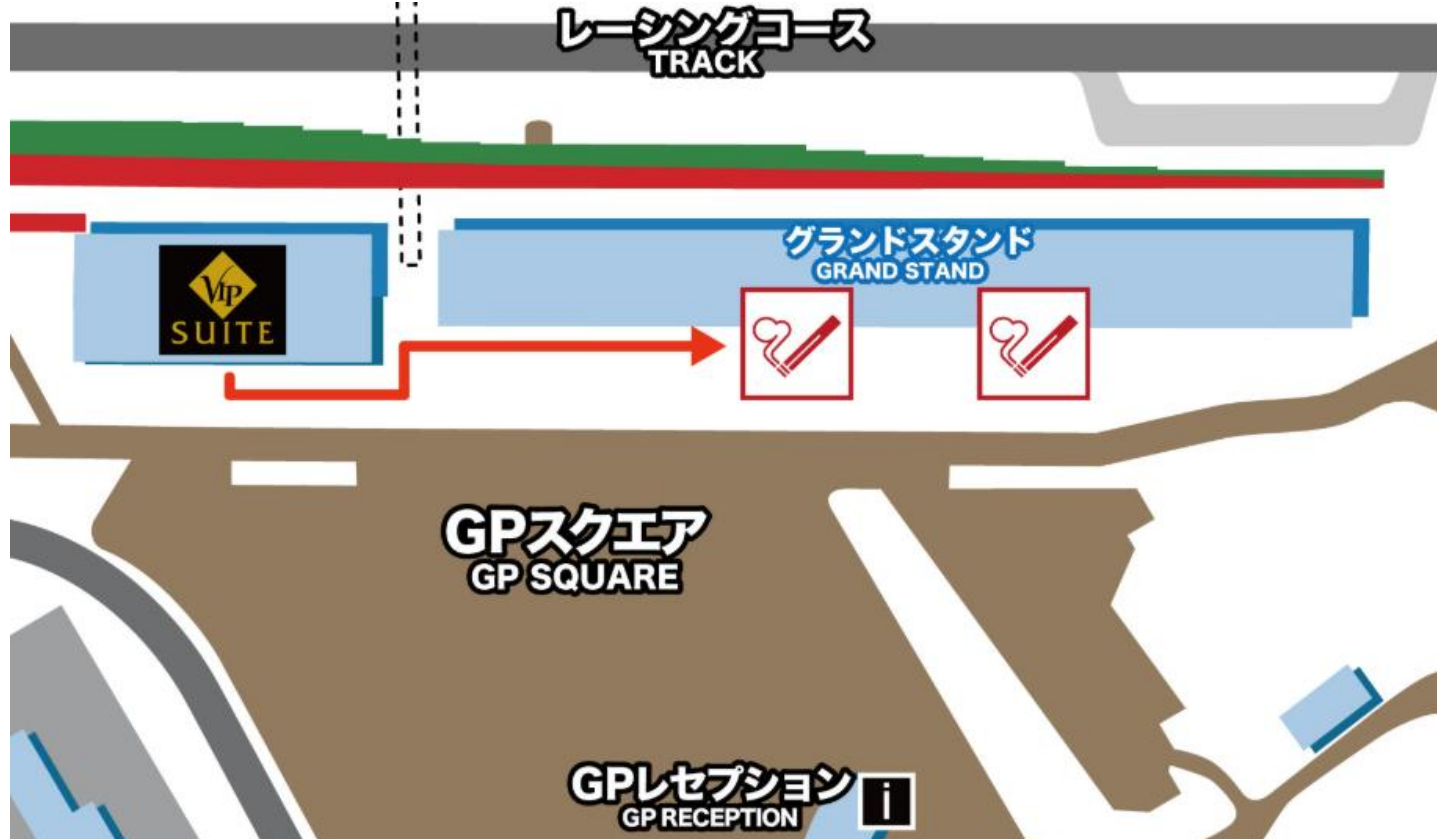 レーシングコース
TRACK
グランドスタンド
GRAND STAND
VIP
SUITE
GPスクエア
GP SQUARE
GPレセプション
GP RECEPTION
i